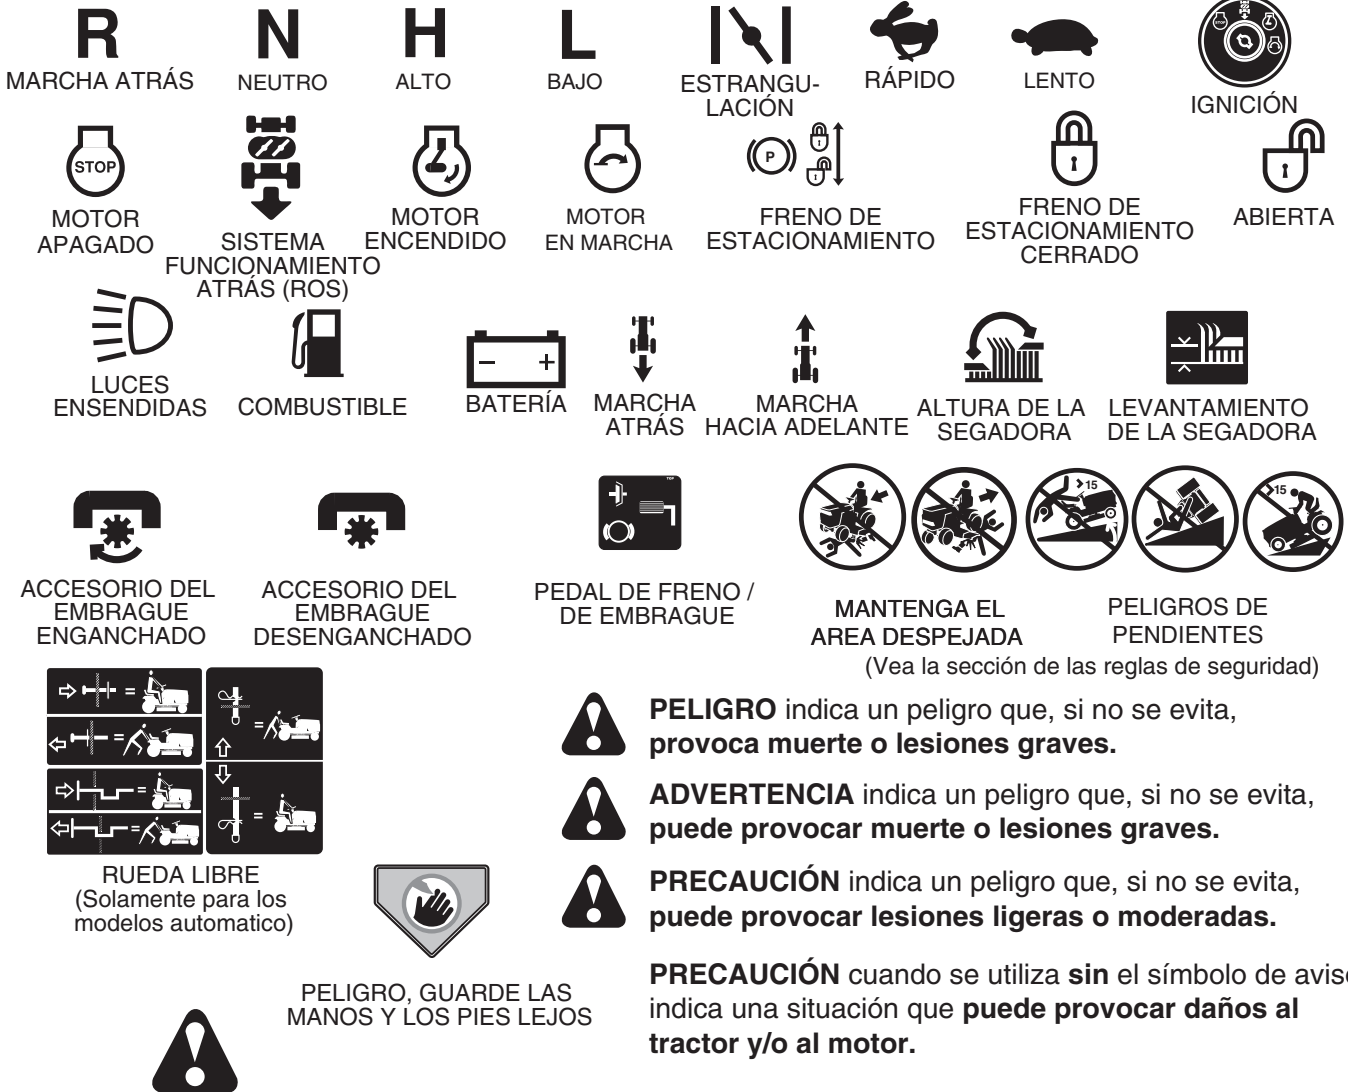 R N H L
MARCHA ATRÁS NEUTRO ALTO BAJO ESTRANGU-
LACIÓN
RÁPIDO LENTO IGNICIÓN
STOP
STOP
P
MOTOR
APAGADO
SISTEMA
FUNCIONAMIENTO
ATRÁS (ROS)
MOTOR
ENCENDIDO
MOTOR
EN MARCHA
FRENO DE
ESTACIONAMIENTO
FRENO DE
ESTACIONAMIENTO
CERRADO
ABIERTA
LUCES
ENSENDIDAS
COMBUSTIBLE
- +
BATERÍA
MARCHA
ATRÁS
MARCHA
HACIA ADELANTE
ALTURA DE LA
SEGADORA
LEVANTAMIENTO
DE LA SEGADORA
ACCESORIO DEL
EMBRAGUE
ENGANCHADO
ACCESORIO DEL
EMBRAGUE
DESENGANCHADO
TOP
PEDAL DE FRENO /
DE EMBRAGUE
>15
>15
MANTENGA EL
AREA DESPEJADA
PELIGROS DE
PENDIENTES
(Vea la sección de las reglas de seguridad)
= =
= =
= =
RUEDA LIBRE
(Solamente para los
modelos automatico)
PELIGRO, GUARDE LAS
MANOS Y LOS PIES LEJOS
PELIGRO indica un peligro que, si no se evita,
provoca muerte o lesiones graves.
ADVERTENCIA indica un peligro que, si no se evita,
puede provocar muerte o lesiones graves.
PRECAUCIÓN indica un peligro que, si no se evita,
puede provocar lesiones ligeras o moderadas.
PRECAUCIÓN cuando se utiliza sin el símbolo de aviso
indica una situación que puede provocar daños al
tractor y/o al motor.